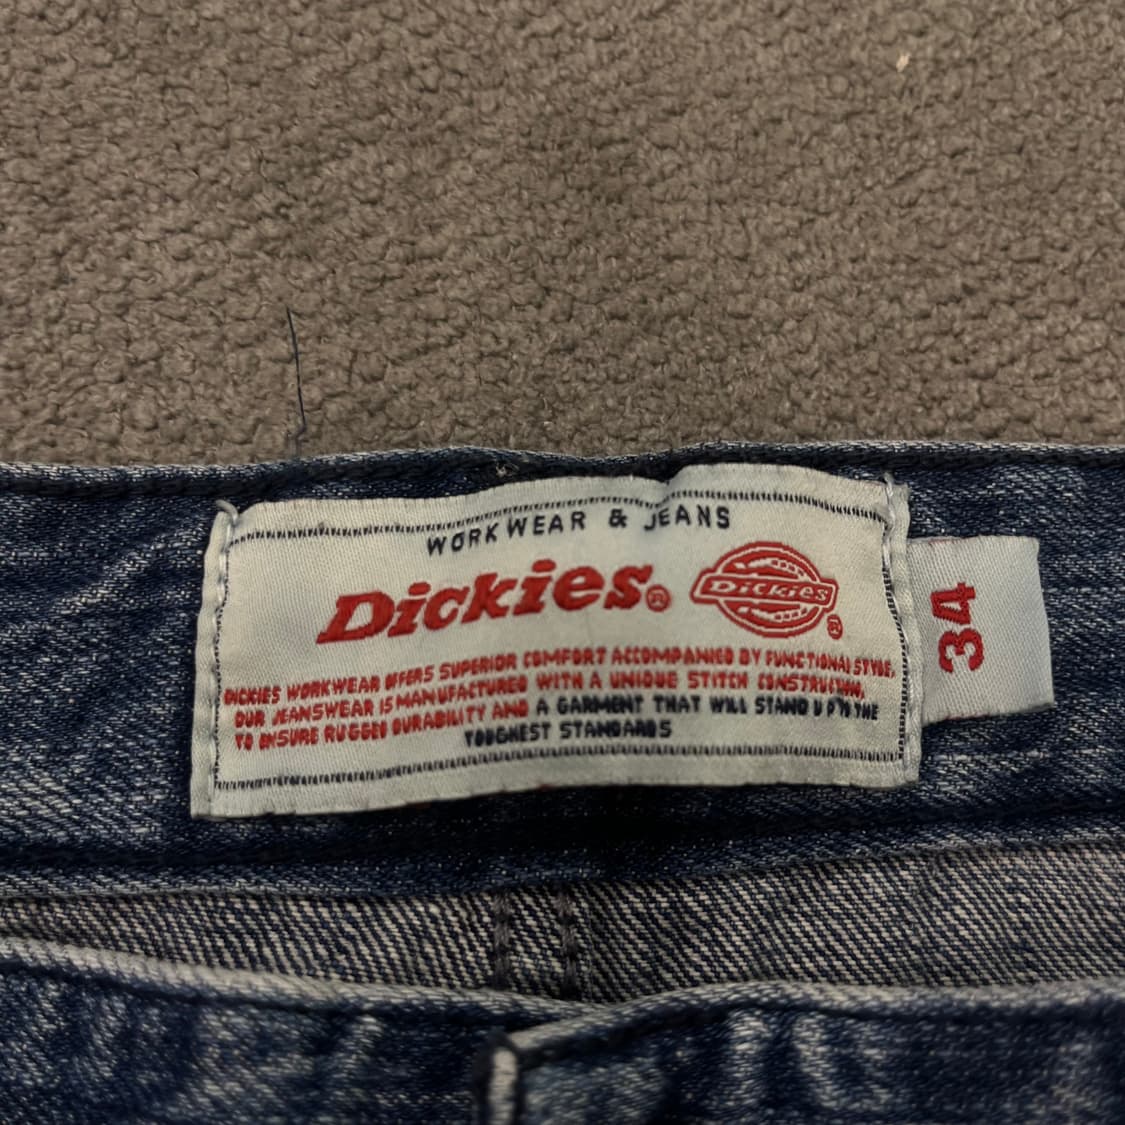 WORKWEAR & JEANS
Dickies®
Dickies®
DICKIES WORKWEAR OFFERS SUPERIOR COMFORT ACCOMPANIED BY FUNCTIONAL STYLE.
OUR JEANSWEAR IS MANUFACTURED WITH A UNIQUE STITCH CONSTRUCTION,
TO ENSURE RUGGED DURABILITY AND A GARMENT THAT WILL STAND UP TO THE
TOUGHEST STANDARDS
34